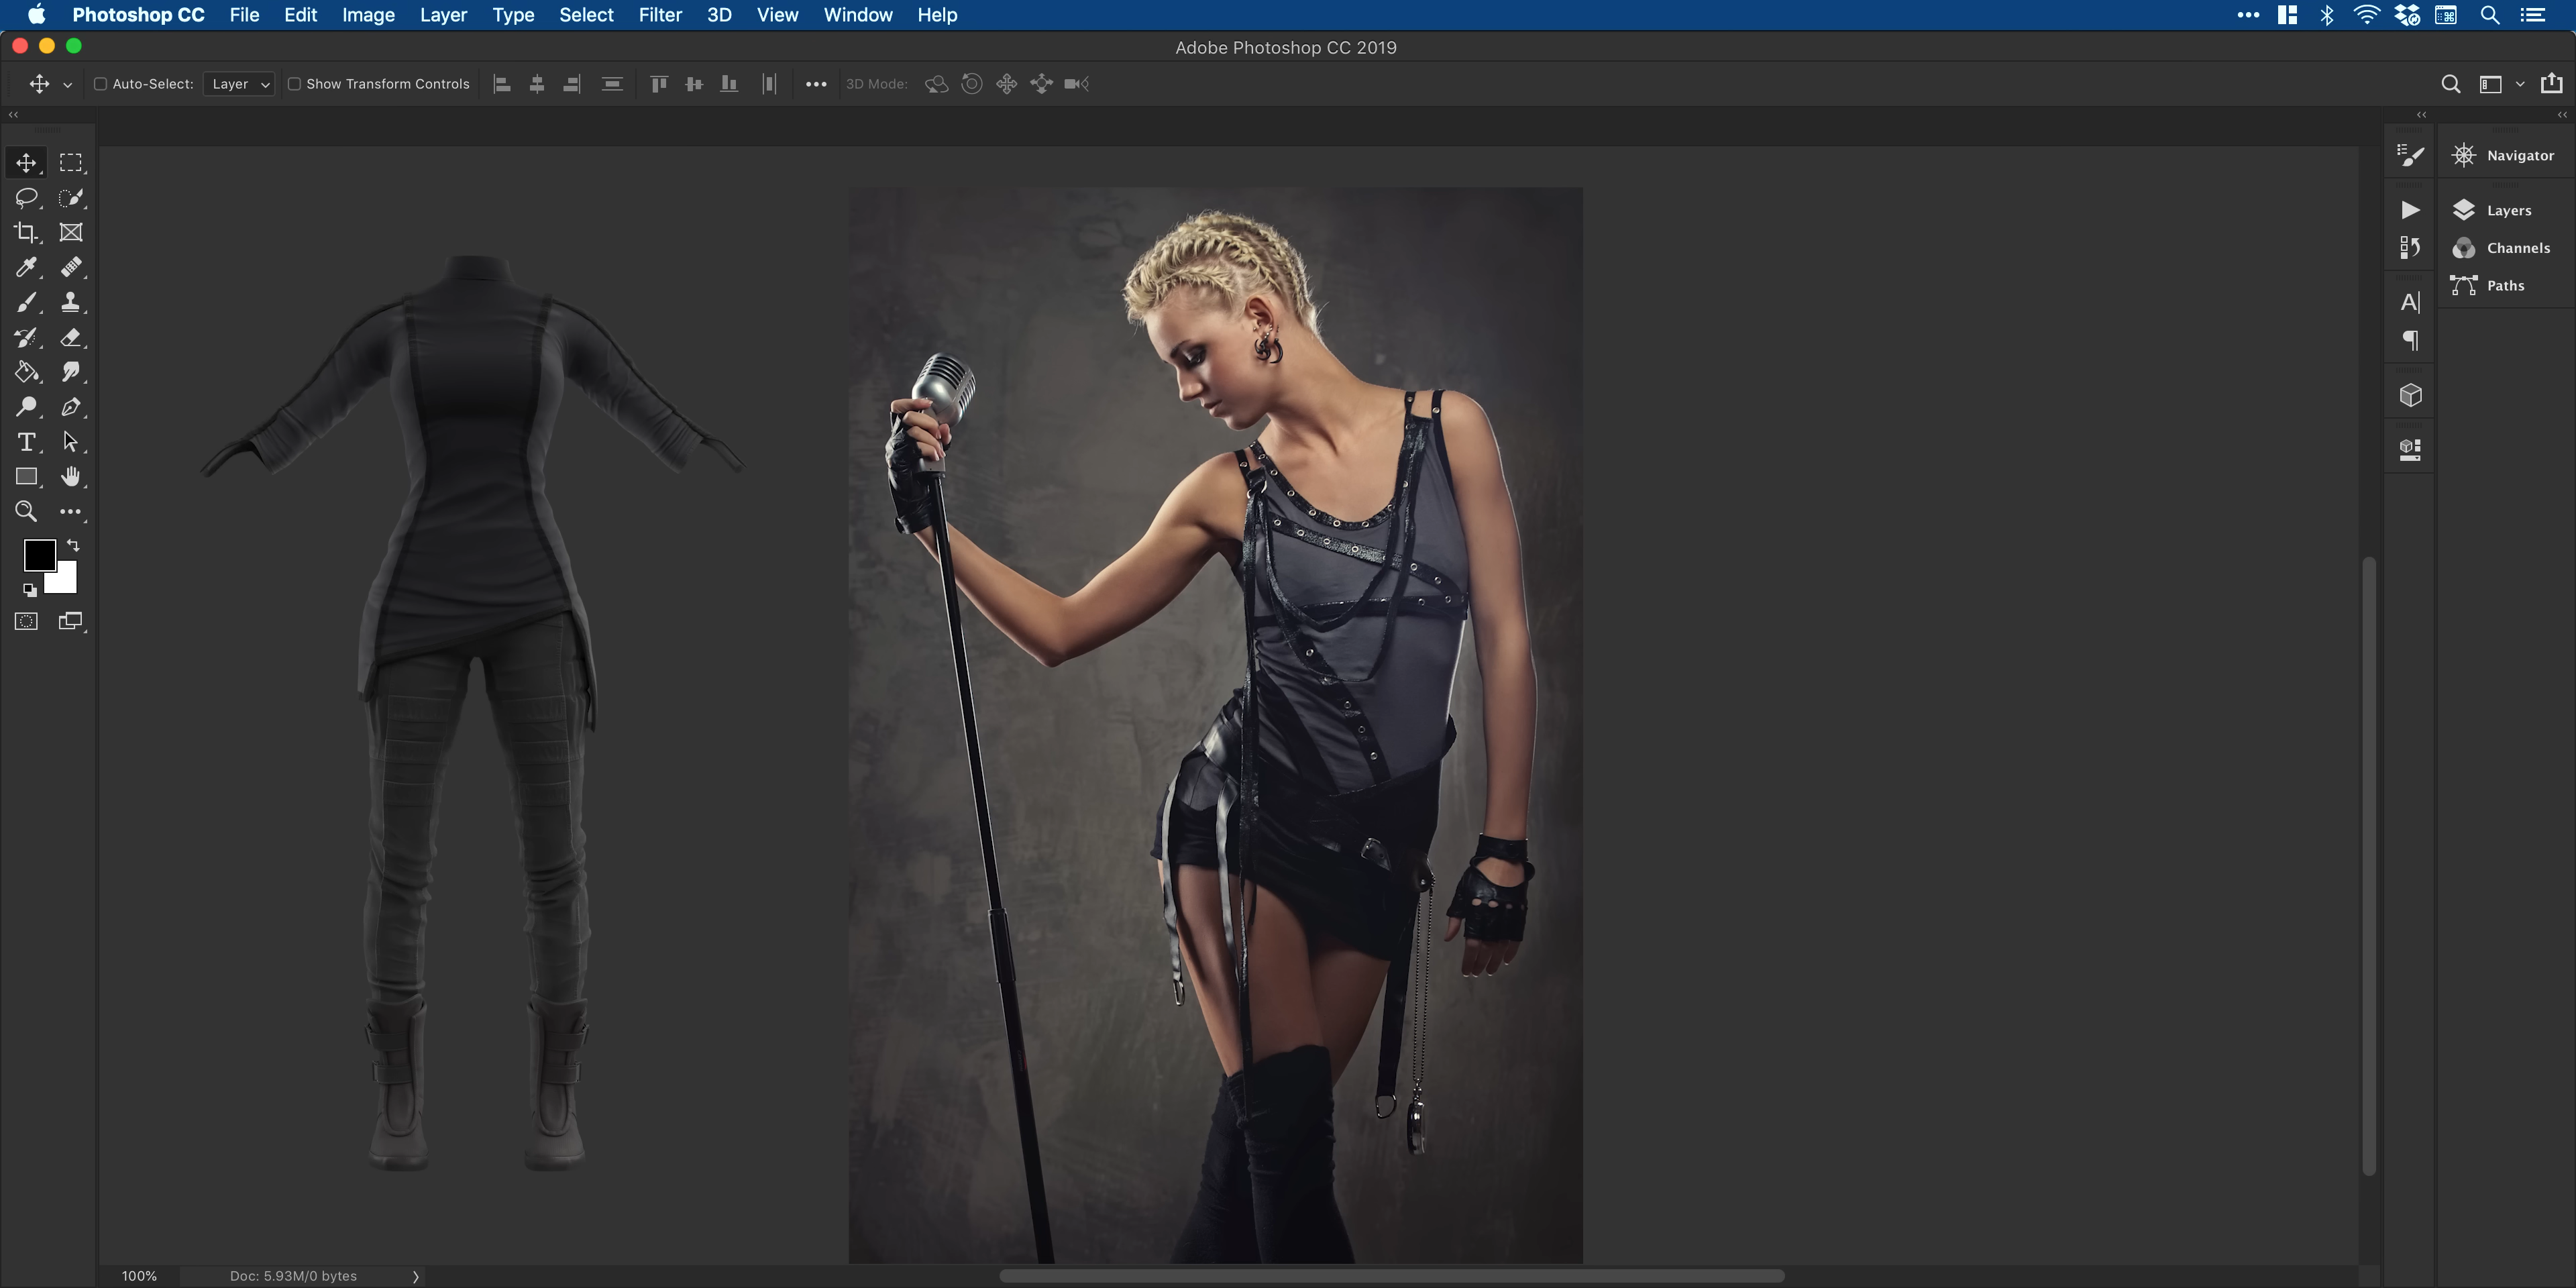 Photoshop CC File Edit Image Layer Type Select Filter 3D View Window Help
Adobe Photoshop CC 2019
Auto-Select: Layer Show Transform Controls 3D Mode:
Navigator
Layers
Channels
Paths
100% Doc: 5.93M/0 bytes